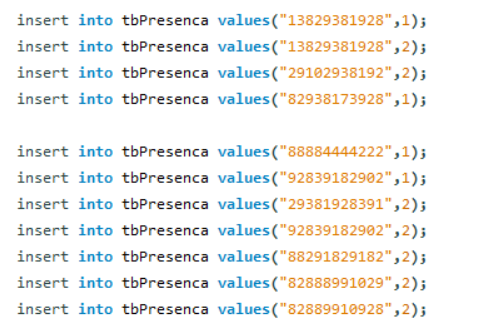 insert into tbPresenca values("13829381928",1);
insert into tbPresenca values("13829381928",2);
insert into tbPresenca values("29102938192",2);
insert into tbPresenca values("82938173928",1);
insert into tbPresenca values("88884444222",1);
insert into tbPresenca values("92839182902",1);
insert into tbPresenca values("29381928391",2);
insert into tbPresenca values("92839182902",2);
insert into tbPresenca values("88291829182",2);
insert into tbPresenca values("82888991029",2);
insert into tbPresenca values("82889910928",2);